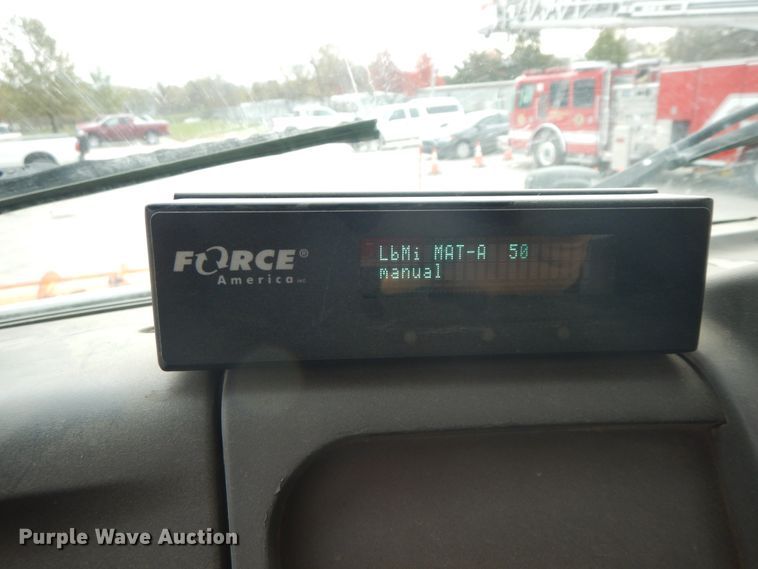 FORCE®
America INC
LbMi MAT-A 50
manual
Purple Wave Auction®